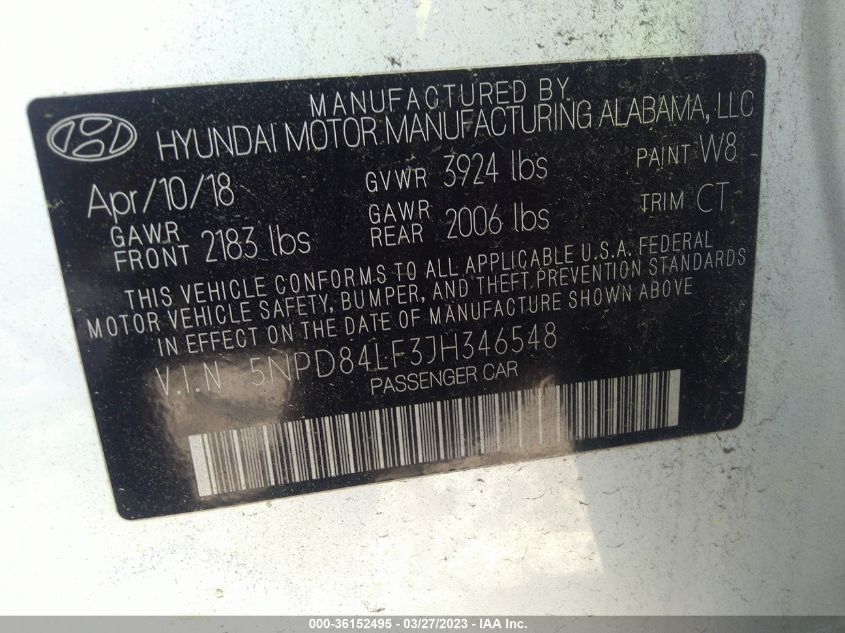 MANUFACTURED BY
HYUNDAI MOTOR MANUFACTURING ALABAMA, LLC
Apr/10/18 GVWR 3924 lbs PAINT W8
GAWR FRONT 2183 lbs GAWR REAR 2006 lbs TRIM CT
THIS VEHICLE CONFORMS TO ALL APPLICABLE U.S.A. FEDERAL
MOTOR VEHICLE SAFETY, BUMPER, AND THEFT PREVENTION STANDARDS
IN EFFECT ON THE DATE OF MANUFACTURE SHOWN ABOVE
V.I.N 5NPD84LF3JH346548
PASSENGER CAR
000-36152495 - 03/27/2023 - IAA Inc.